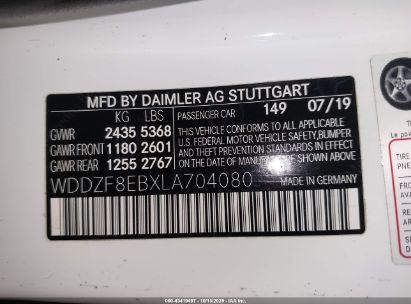 MFD BY DAIMLER AG STUTTGART
KG LBS PASSENGER CAR 149 07/19
GVWR 2435 5368
GAWR FRONT 1180 2601
GAWR REAR 1255 2767
THIS VEHICLE CONFORMS TO ALL APPLICABLE
U.S. FEDERAL MOTOR VEHICLE SAFETY, BUMPER
AND THEFT PREVENTION STANDARDS IN EFFECT ON THE
DATE OF MANUFACTURE SHOWN ABOVE.
WDDZF8EBXLA704080 MADE IN GERMANY